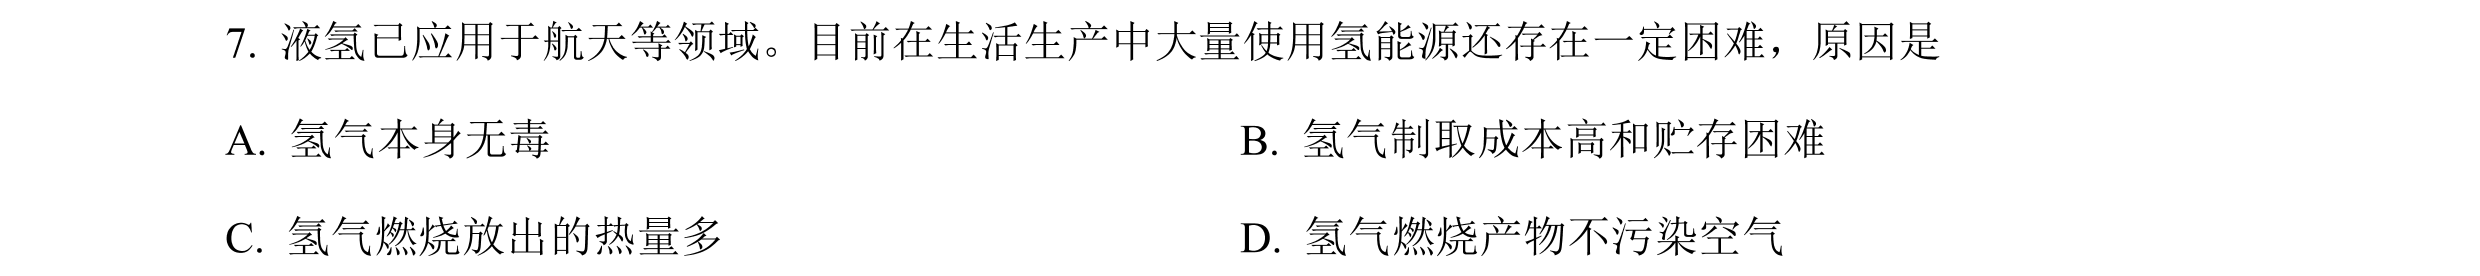 7. 液氢已应用于航天等领域。目前在生活生产中大量使用氢能源还存在一定困难，原因是
A. 氢气本身无毒 B. 氢气制取成本高和贮存困难
C. 氢气燃烧放出的热量多 D. 氢气燃烧产物不污染空气